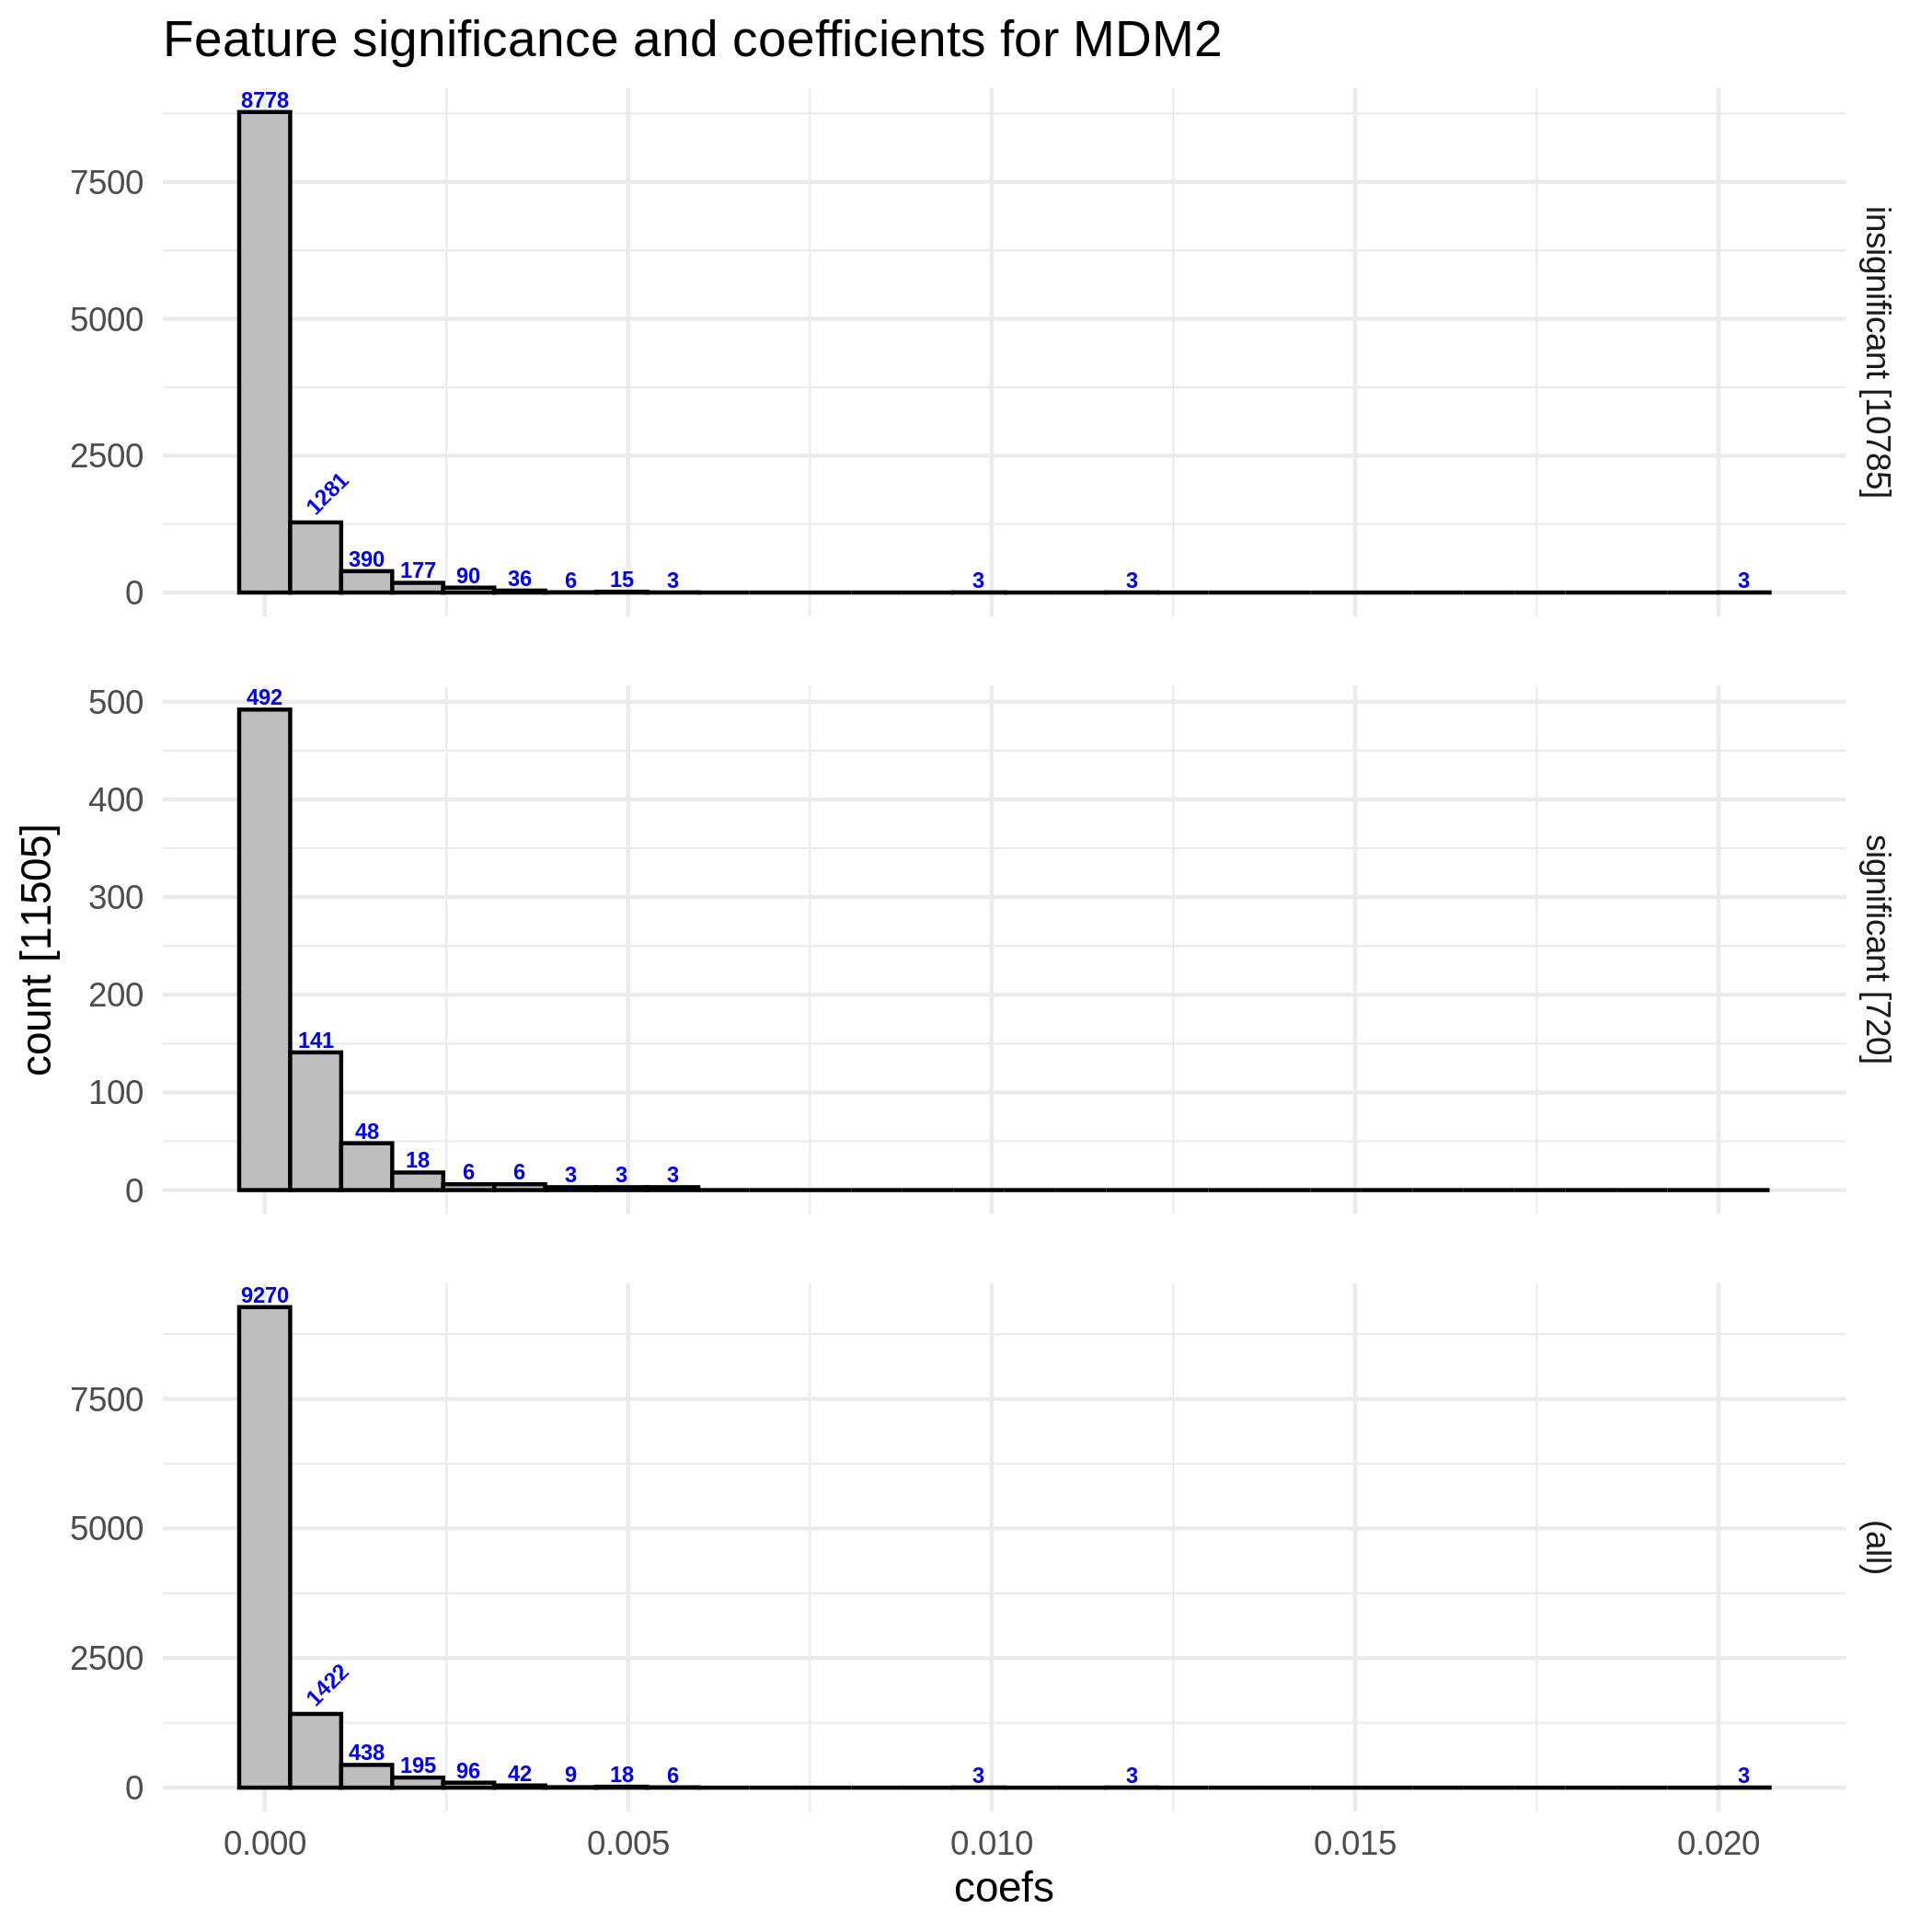 Feature significance and coefficients for MDM2
8778
7500
5000
2500
0
1281
390 177 90 36 6 15 3 3 3 3
insignificant [10785]
count [11505]
492
500
400
300
200
100
0
141
48
18 6 6 3 3 3
significant [720]
9270
7500
5000
2500
0
1422
438 195 96 42 9 18 6 3 3 3
(all)
0.000 0.005 0.010 0.015 0.020
coefs